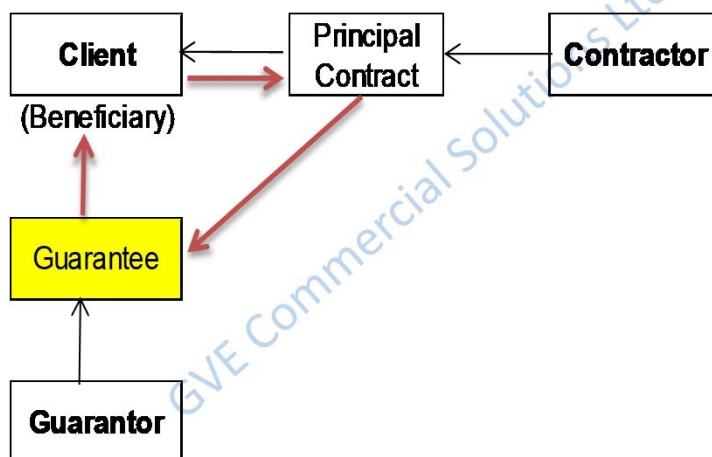 Client
(Beneficiary)
Principal
Contract
Contractor
Guarantee
Guarantor
GVE Commercial Solutions Ltd